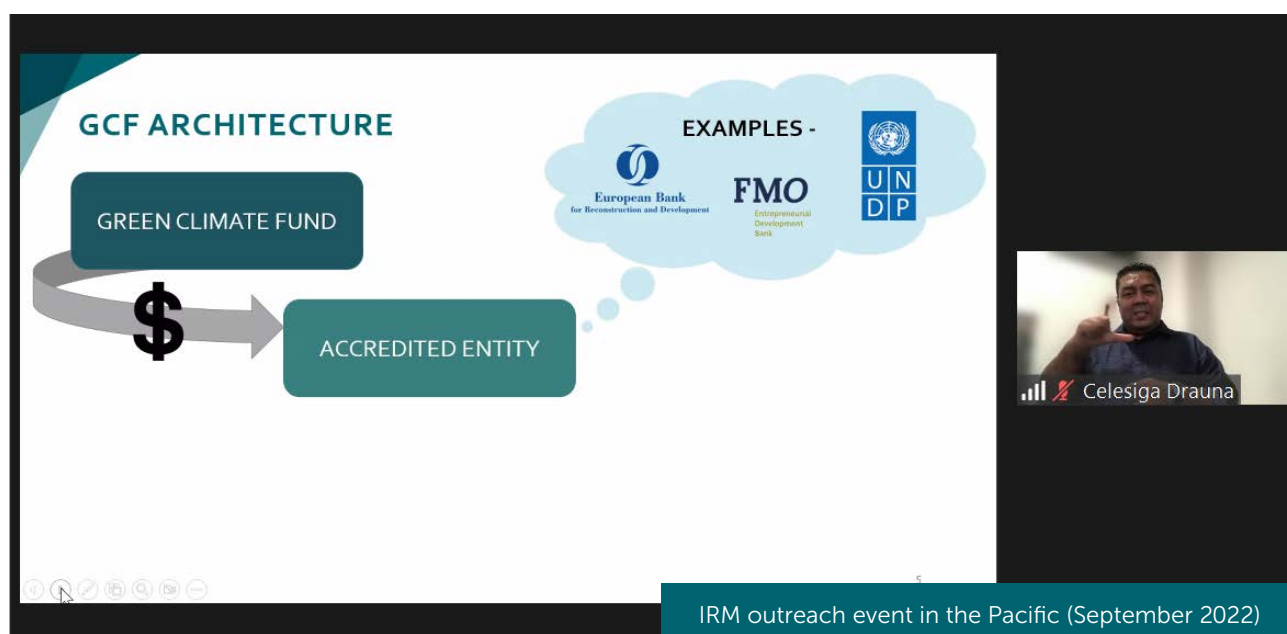 GCF ARCHITECTURE
GREEN CLIMATE FUND
$
ACCREDITED ENTITY
EXAMPLES -
European Bank
for Reconstruction and Development
FMO
Entrepreneurial
Development
Bank
U N
D P
Celesiga Drauna
5
IRM outreach event in the Pacific (September 2022)